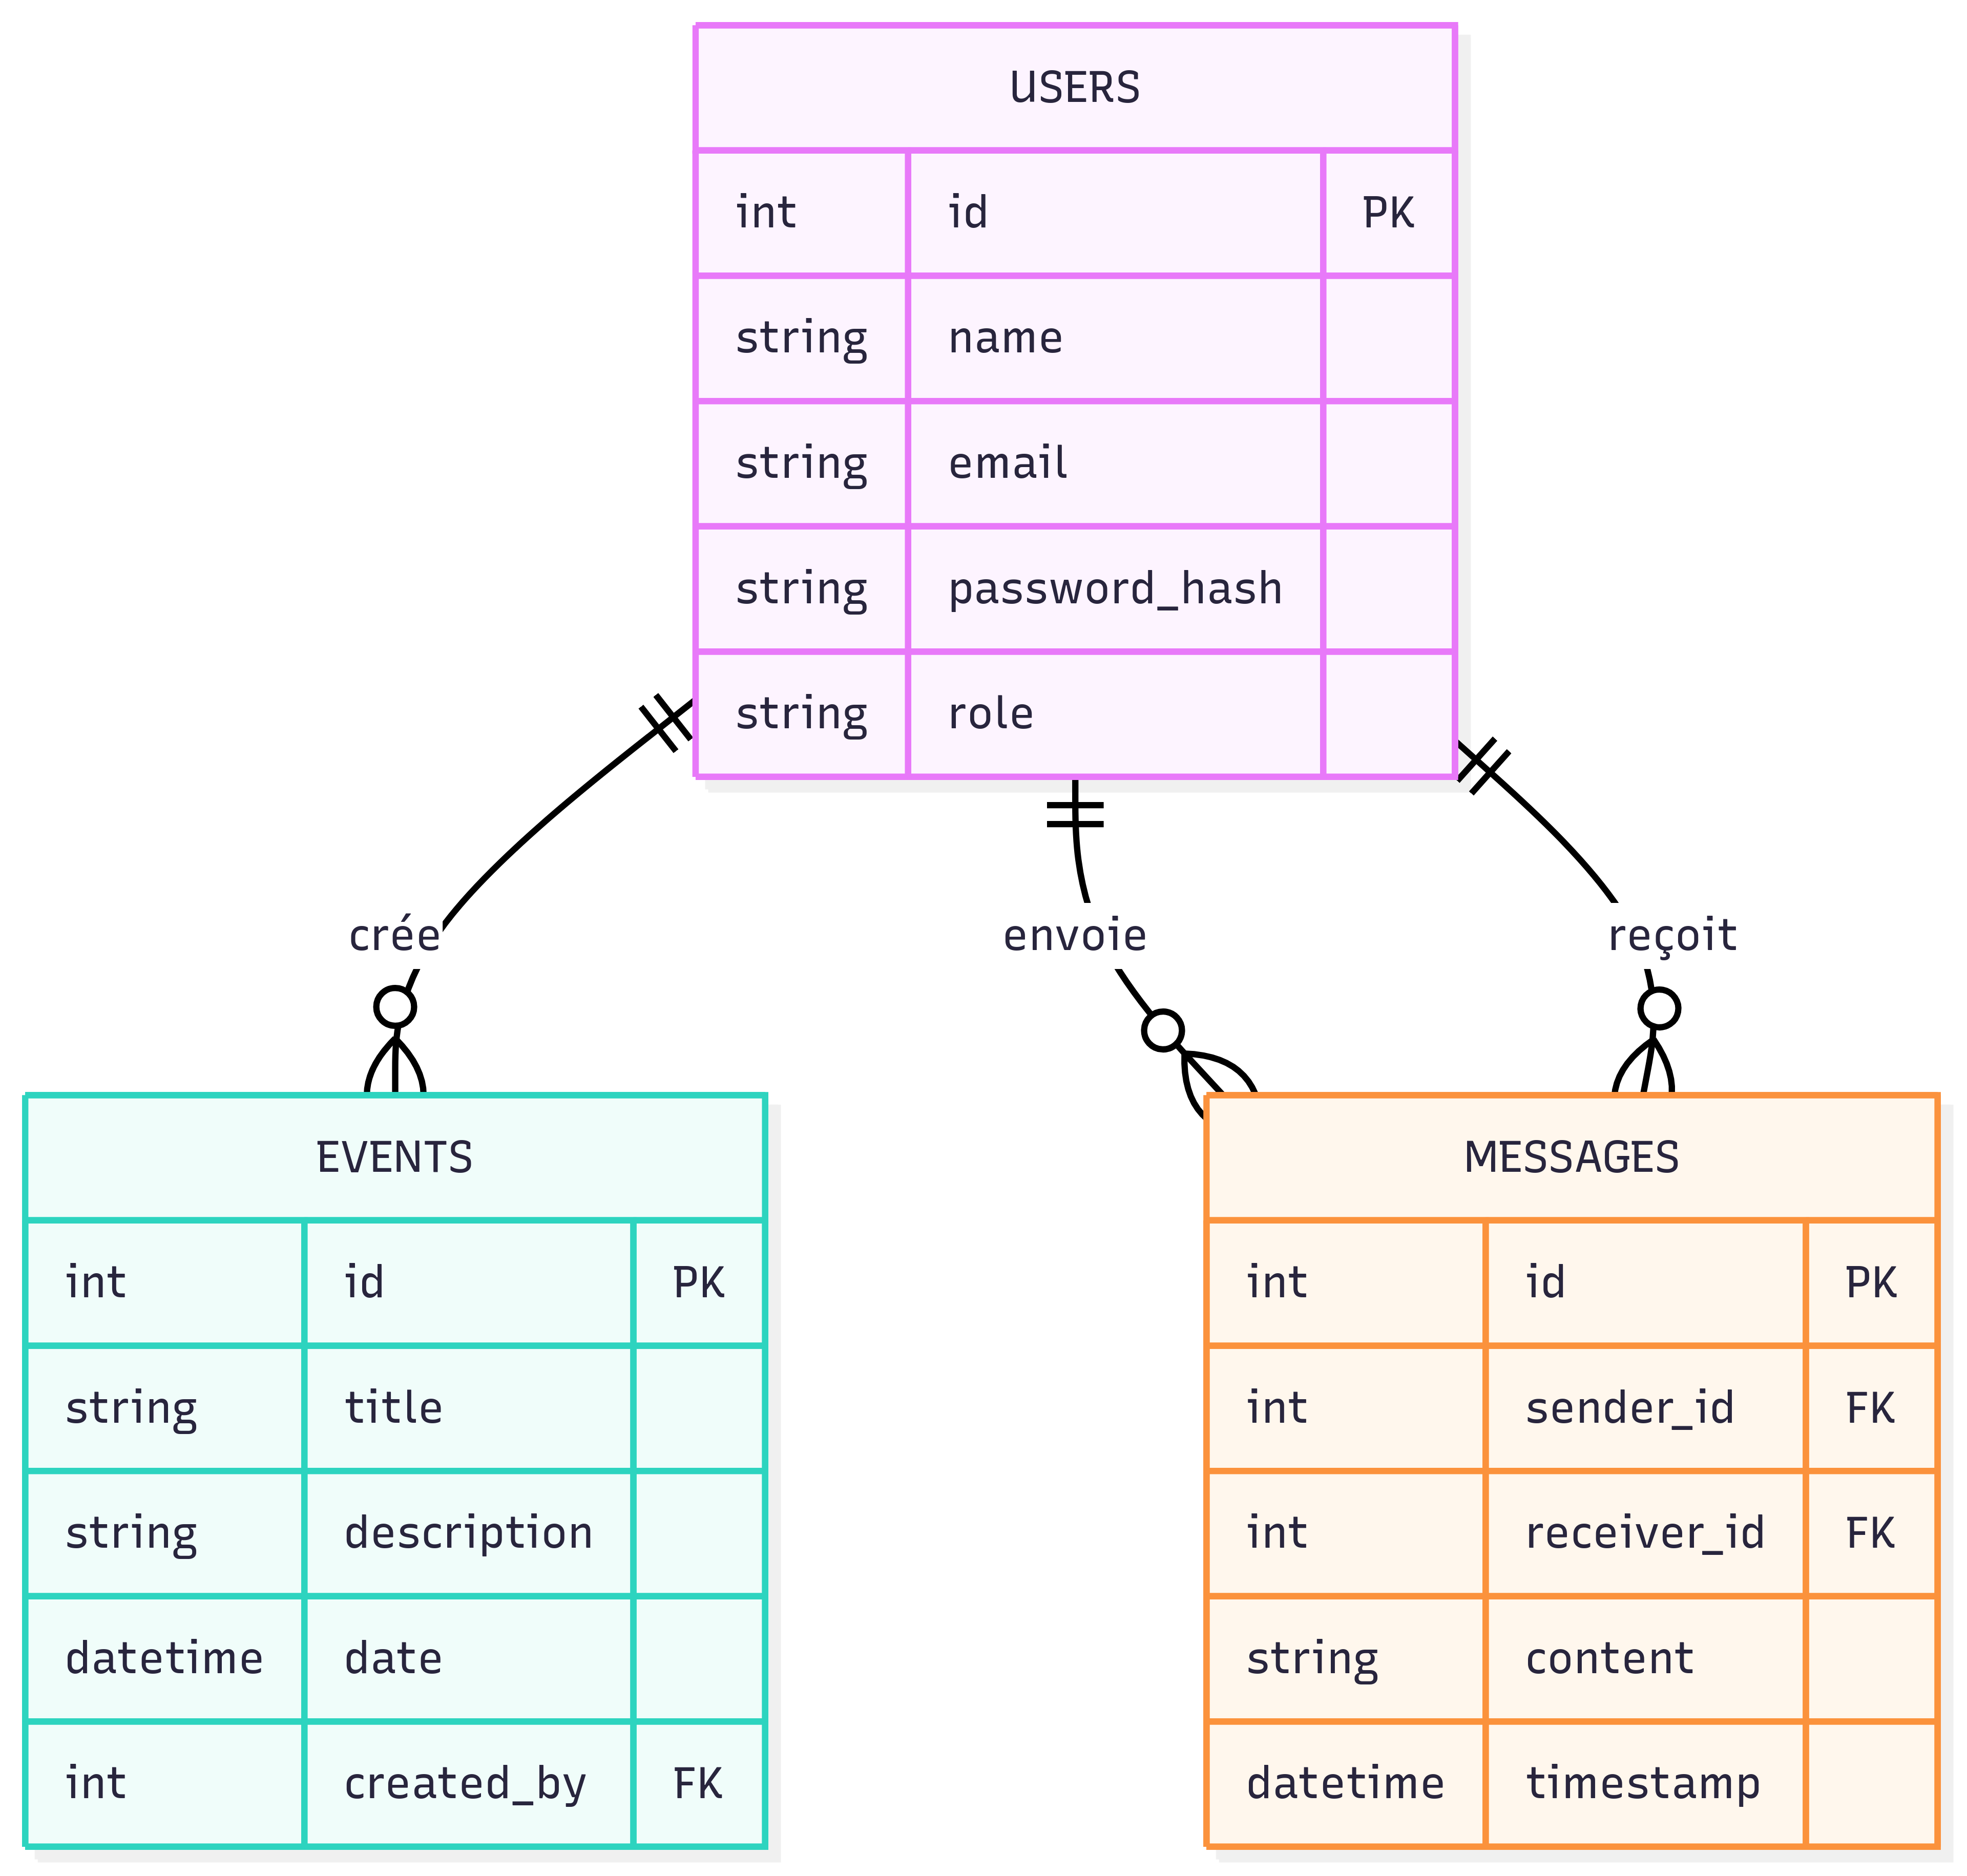 USERS
int id PK
string name
string email
string password_hash
string role
crée
envoie
reçoit
EVENTS
int id PK
string title
string description
datetime date
int created_by FK
MESSAGES
int id PK
int sender_id FK
int receiver_id FK
string content
datetime timestamp